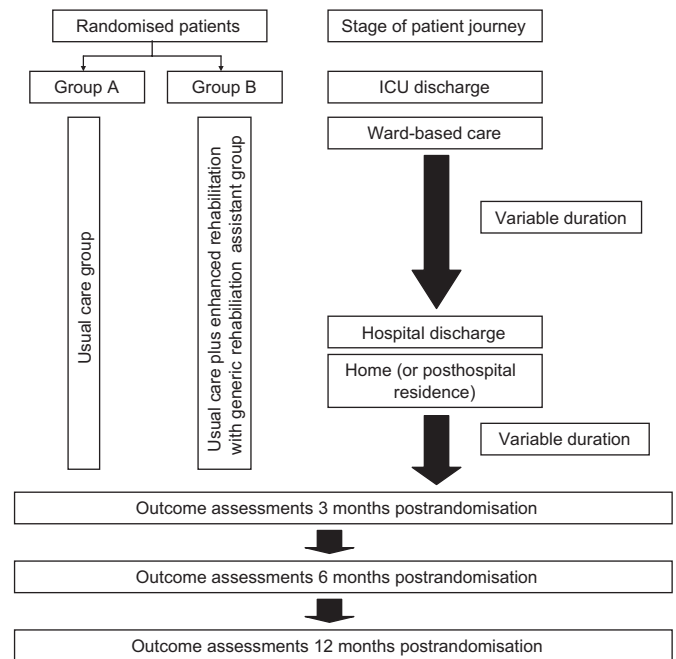 Randomised patients
Stage of patient journey
Group A
Group B
ICU discharge
Ward-based care
Usual care group
Usual care plus enhanced rehabilitation
with generic rehabiliation assistant group
Variable duration
Hospital discharge
Home (or posthospital
residence)
Variable duration
Outcome assessments 3 months postrandomisation
Outcome assessments 6 months postrandomisation
Outcome assessments 12 months postrandomisation